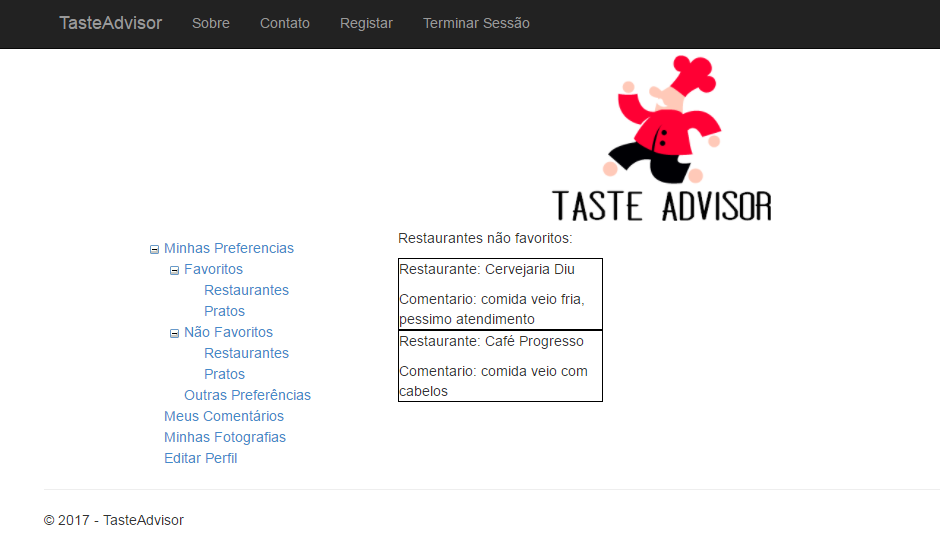 TasteAdvisor Sobre Contato Registar Terminar Sessão
TASTE ADVISOR
Minhas Preferencias
Favoritos
Restaurantes
Pratos
Não Favoritos
Restaurantes
Pratos
Outras Preferências
Meus Comentários
Minhas Fotografias
Editar Perfil
Restaurantes não favoritos:
Restaurante: Cervejaria Diu
Comentario: comida veio fria,
pessimo atendimento
Restaurante: Café Progresso
Comentario: comida veio com
cabelos
© 2017 - TasteAdvisor